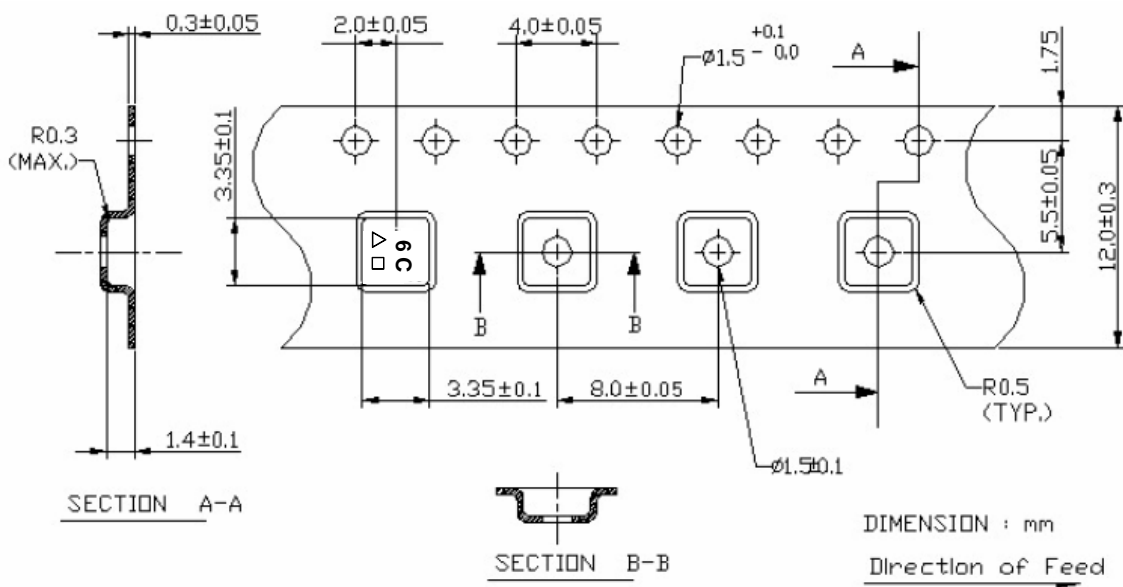 0.3±0.05
2.0±0.05
4.0±0.05
⌀1.5 +0.1 - 0.0
A
1.75
R0.3
(MAX.)
3.35±0.1
5.5±0.05
12.0±0.3
6C
△□
B
B
3.35±0.1
8.0±0.05
A
R0.5
(TYP.)
1.4±0.1
⌀1.5±0.1
SECTION A-A
SECTION B-B
DIMENSION : mm
Direction of Feed